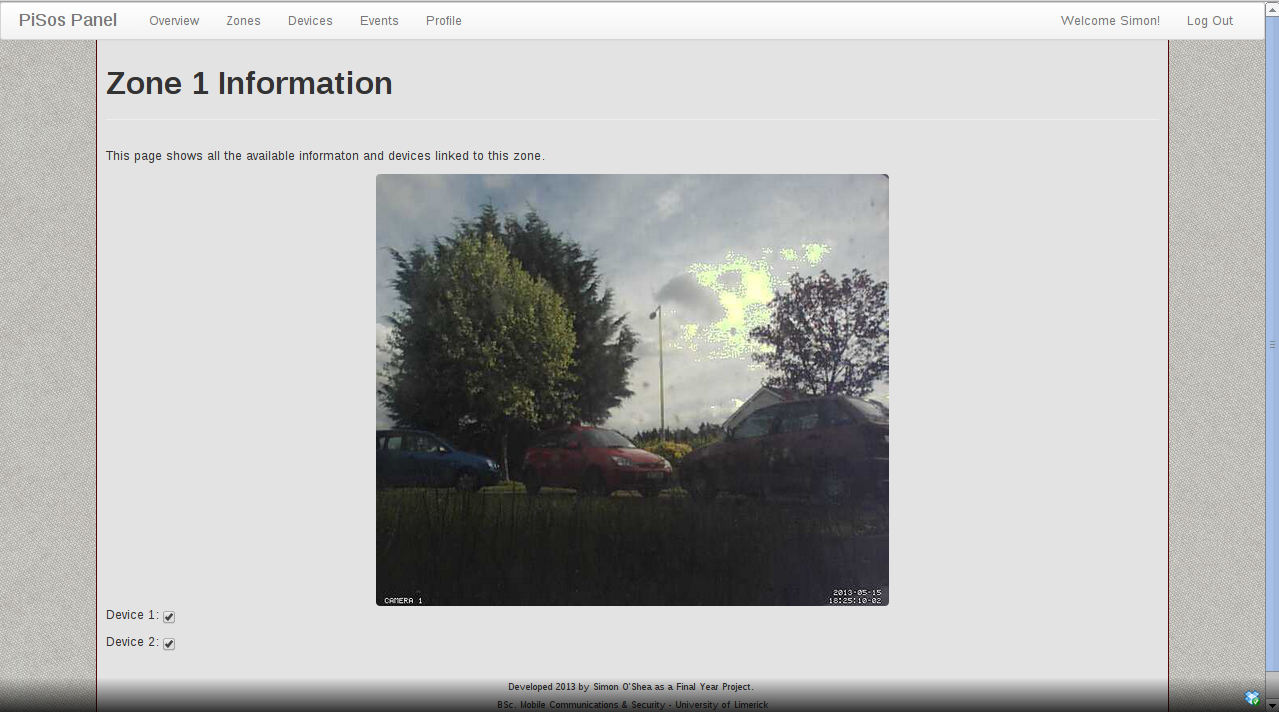 PiSos Panel Overview Zones Devices Events Profile Welcome Simon! Log Out
Zone 1 Information
This page shows all the available informaton and devices linked to this zone.
CAMERA 1
2013-05-15
18:25:10-02
Device 1:
Device 2:
Developed 2013 by Simon O'Shea as a Final Year Project.
BSc. Mobile Communications & Security - University of Limerick